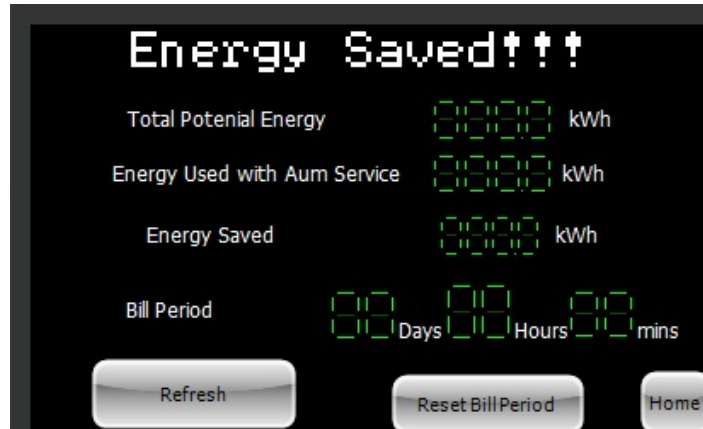 Energy Saved!!!
Total Potenial Energy kWh
Energy Used with Aum Service kWh
Energy Saved kWh
Bill Period Days Hours mins
Refresh Reset Bill Period Home